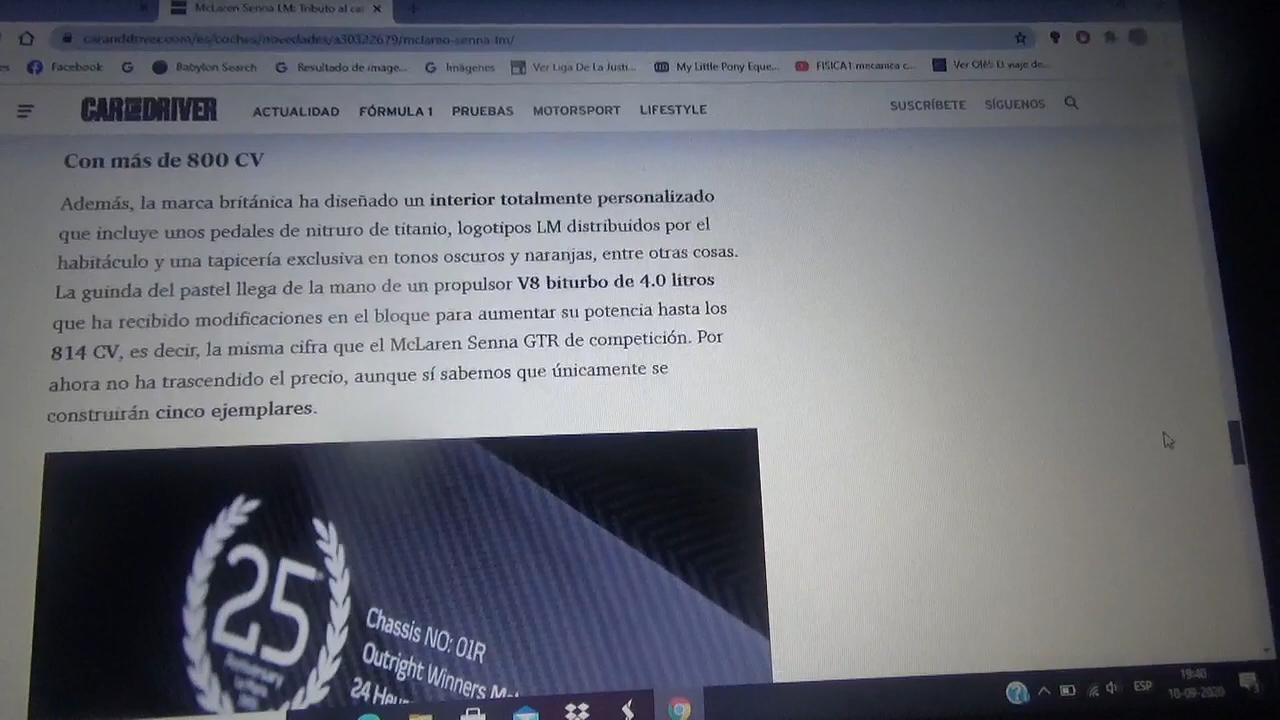 McLaren Senna LM: Tributo al ca
caranddriver.com/es/coches/novedades/a30322679/mclaren-senna-lm/
es Facebook Babylon Search Resultado de image... Imágenes Ver Liga De La Justi... My Little Pony Eque... FISICA1 mecanica c... Ver Olé!: El viaje de...
CAR AND DRIVER ACTUALIDAD FÓRMULA 1 PRUEBAS MOTORSPORT LIFESTYLE SUSCRÍBETE SÍGUENOS
Con más de 800 CV
Además, la marca británica ha diseñado un interior totalmente personalizado
que incluye unos pedales de nitruro de titanio, logotipos LM distribuidos por el
habitáculo y una tapicería exclusiva en tonos oscuros y naranjas, entre otras cosas.
La guinda del pastel llega de la mano de un propulsor V8 biturbo de 4.0 litros
que ha recibido modificaciones en el bloque para aumentar su potencia hasta los
814 CV, es decir, la misma cifra que el McLaren Senna GTR de competición. Por
ahora no ha trascendido el precio, aunque sí sabemos que únicamente se
construirán cinco ejemplares.
25
Anniversary
Chassis NO: 01R
Outright Winners
24
ESP
19:40
10-09-2020
3